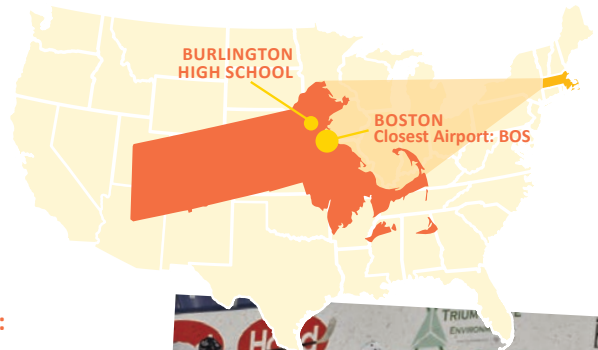 BURLINGTON
HIGH SCHOOL
BOSTON
Closest Airport: BOS
: